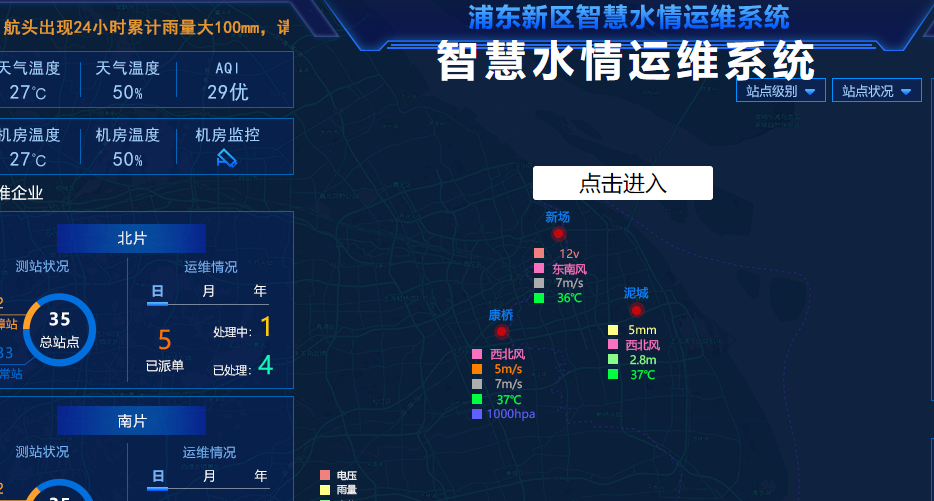 浦东新区智慧水情运维系统
航头出现24小时累计雨量大100mm，请
智慧水情运维系统
天气温度 天气温度 AQI
27℃ 50% 29优
站点级别 站点状况
机房温度 机房温度 机房监控
27℃ 50%
点击进入
维企业
新场
12v
东南风
7m/s
36℃
北片
测站状况 运维情况
日 月 年
35
总站点
障站
33
常站
5
已派单
处理中: 1
已处理: 4
泥城
5mm
西北风
2.8m
37℃
康桥
西北风
5m/s
7m/s
37℃
1000hpa
南片
测站状况 运维情况
日 月 年
35
电压
雨量